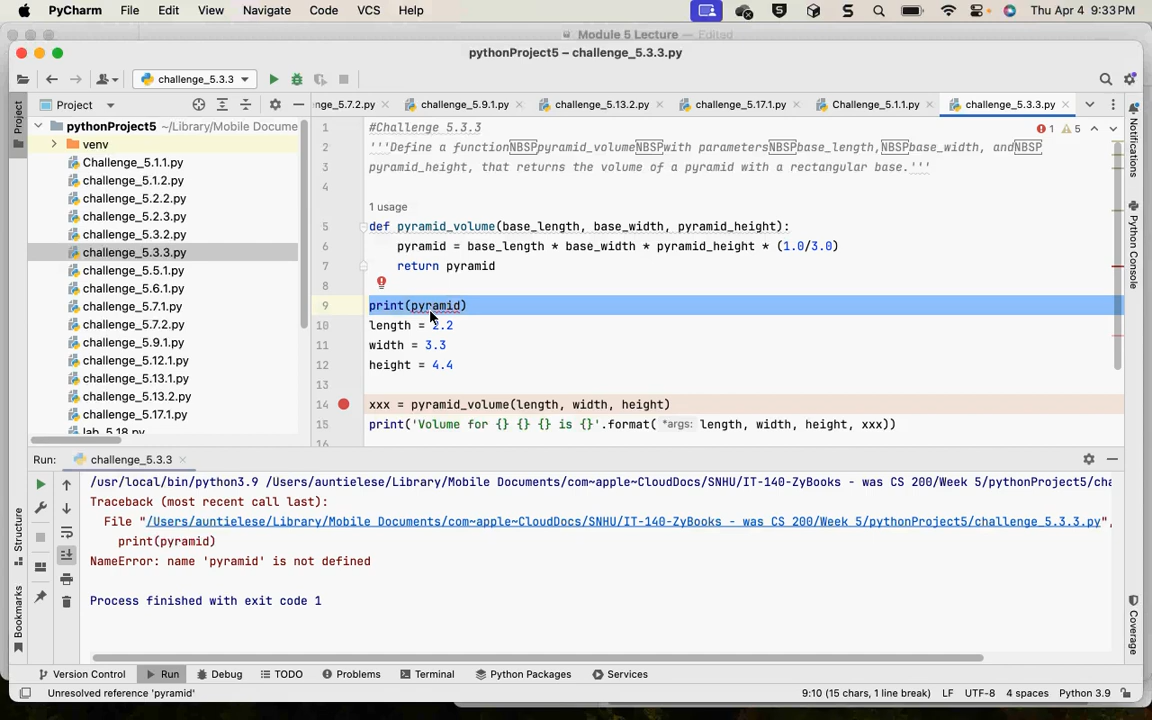 PyCharm File Edit View Navigate Code VCS Help Thu Apr 4 9:33 PM
Module 5 Lecture — Edited
pythonProject5 – challenge_5.3.3.py
challenge_5.3.3
Project
nge_5.7.2.py challenge_5.9.1.py challenge_5.13.2.py challenge_5.17.1.py Challenge_5.1.1.py challenge_5.3.3.py
Project
pythonProject5 ~/Library/Mobile Docume
venv
Challenge_5.1.1.py
challenge_5.1.2.py
challenge_5.2.2.py
challenge_5.2.3.py
challenge_5.3.2.py
challenge_5.3.3.py
challenge_5.5.1.py
challenge_5.6.1.py
challenge_5.7.1.py
challenge_5.7.2.py
challenge_5.9.1.py
challenge_5.12.1.py
challenge_5.13.1.py
challenge_5.13.2.py
challenge_5.17.1.py
lab_5.18.py
1 #Challenge 5.3.3
1 5
2 '''Define a functionNBSPpyramid_volumeNBSPwith parametersNBSPbase_length,NBSPbase_width, andNBSP
3 pyramid_height, that returns the volume of a pyramid with a rectangular base.'''
4
1 usage
5 def pyramid_volume(base_length, base_width, pyramid_height):
6 pyramid = base_length * base_width * pyramid_height * (1.0/3.0)
7 return pyramid
8
9 print(pyramid)
10 length = 2.2
11 width = 3.3
12 height = 4.4
13
14 xxx = pyramid_volume(length, width, height)
15 print('Volume for {} {} {} is {}'.format( *args: length, width, height, xxx))
16
Notifications
Python Console
Coverage
Structure
Bookmarks
Run: challenge_5.3.3
/usr/local/bin/python3.9 /Users/auntielese/Library/Mobile Documents/com~apple~CloudDocs/SNHU/IT-140-ZyBooks - was CS 200/Week 5/pythonProject5/cha
Traceback (most recent call last):
File "/Users/auntielese/Library/Mobile Documents/com~apple~CloudDocs/SNHU/IT-140-ZyBooks - was CS 200/Week 5/pythonProject5/challenge_5.3.3.py",
print(pyramid)
NameError: name 'pyramid' is not defined
Process finished with exit code 1
Version Control Run Debug TODO Problems Terminal Python Packages Services
Unresolved reference 'pyramid' 9:10 (15 chars, 1 line break) LF UTF-8 4 spaces Python 3.9